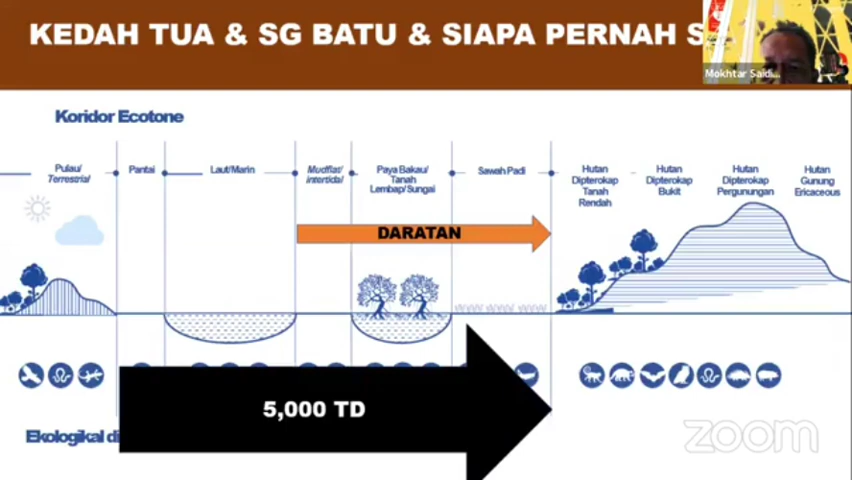 KEDAH TUA & SG BATU & SIAPA PERNAH
Mokhtar Saidi...
Koridor Ecotone
Pulau/
Terrestrial
Pantai
Laut/Marin
Mudflat/
intertidal
Paya Bakau/
Tanah
Lembap/Sungai
Sawah Padi
Hutan
Dipterokap
Tanah
Rendah
Hutan
Dipterokap
Bukit
Hutan
Dipterokap
Pergunungan
Hutan
Gunung
Ericaceous
DARATAN
5,000 TD
Ekologikal di
zoom